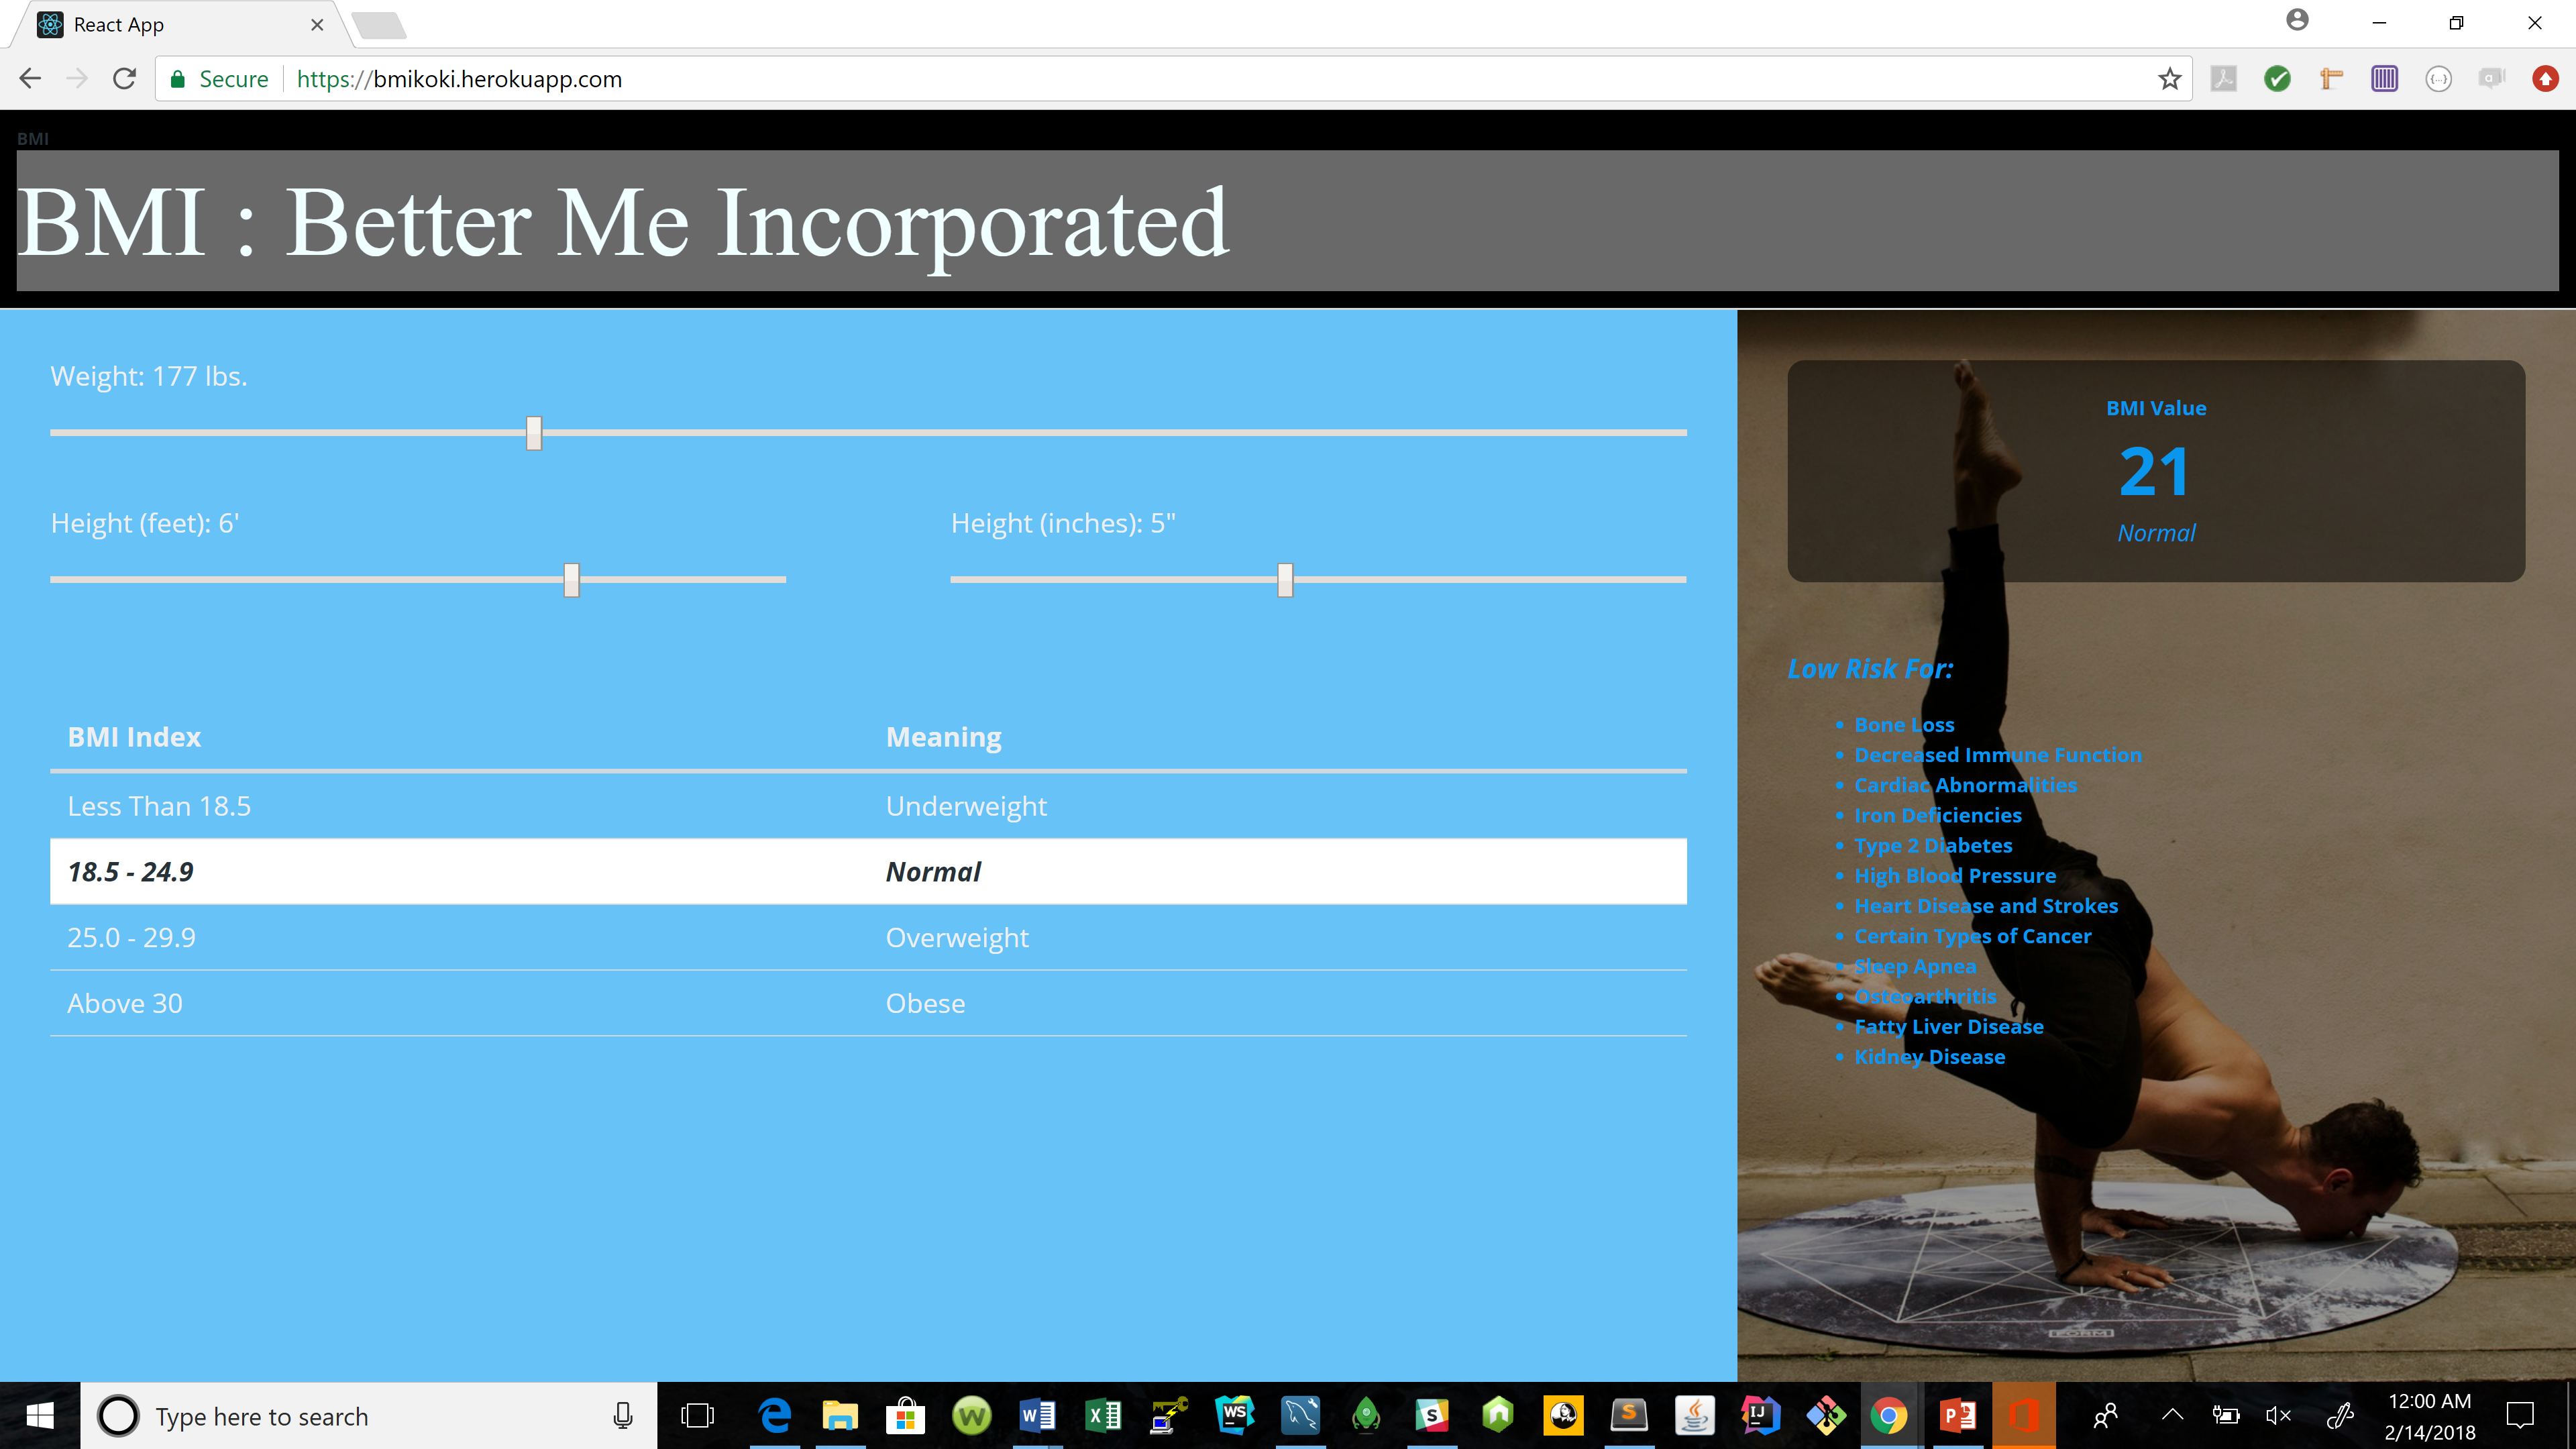 React App
Secure
https://bmikoki.herokuapp.com
BMI
BMI : Better Me Incorporated
Weight: 177 lbs.
Height (feet): 6'
Height (inches): 5"
BMI Index
Meaning
Less Than 18.5
Underweight
18.5 - 24.9
Normal
25.0 - 29.9
Overweight
Above 30
Obese
BMI Value
21
Normal
Low Risk For:
Bone Loss
Decreased Immune Function
Cardiac Abnormalities
Iron Deficiencies
Type 2 Diabetes
High Blood Pressure
Heart Disease and Strokes
Certain Types of Cancer
Sleep Apnea
Osteoarthritis
Fatty Liver Disease
Kidney Disease
Type here to search
12:00 AM
2/14/2018